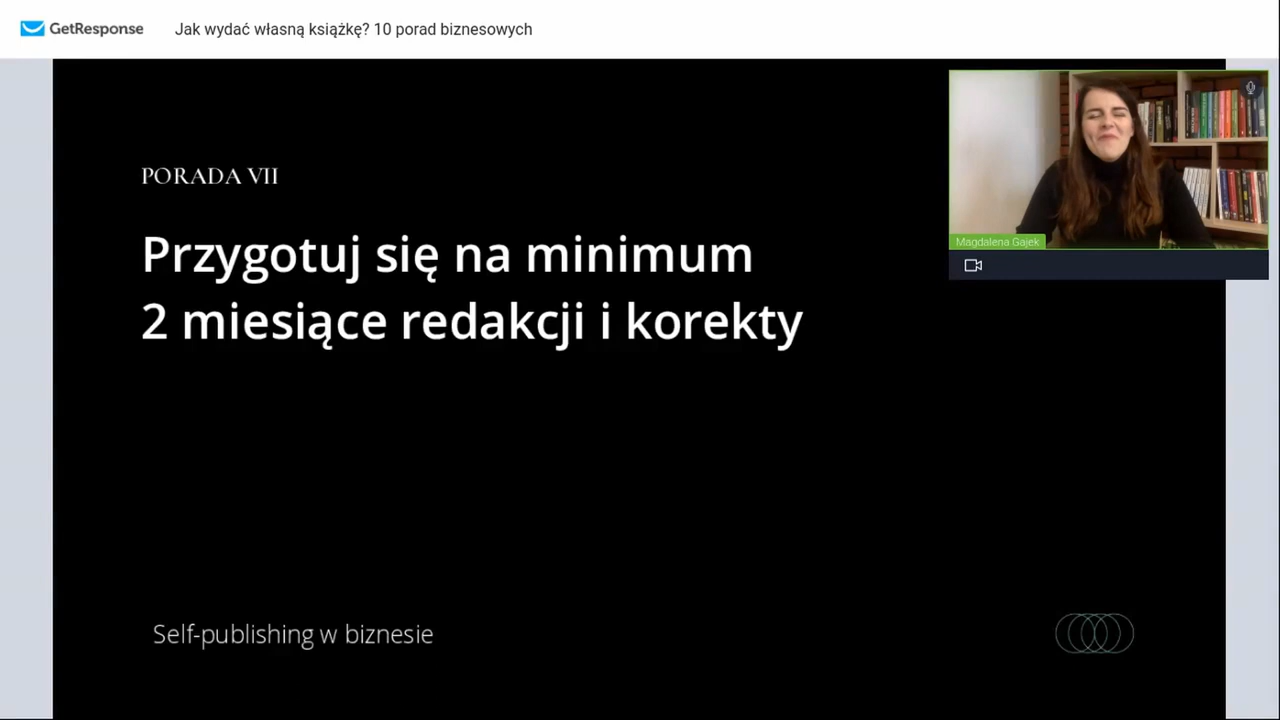 GetResponse
Jak wydać własną książkę? 10 porad biznesowych
PORADA VII
Przygotuj się na minimum
2 miesiące redakcji i korekty
Magdalena Gajek
Self-publishing w biznesie